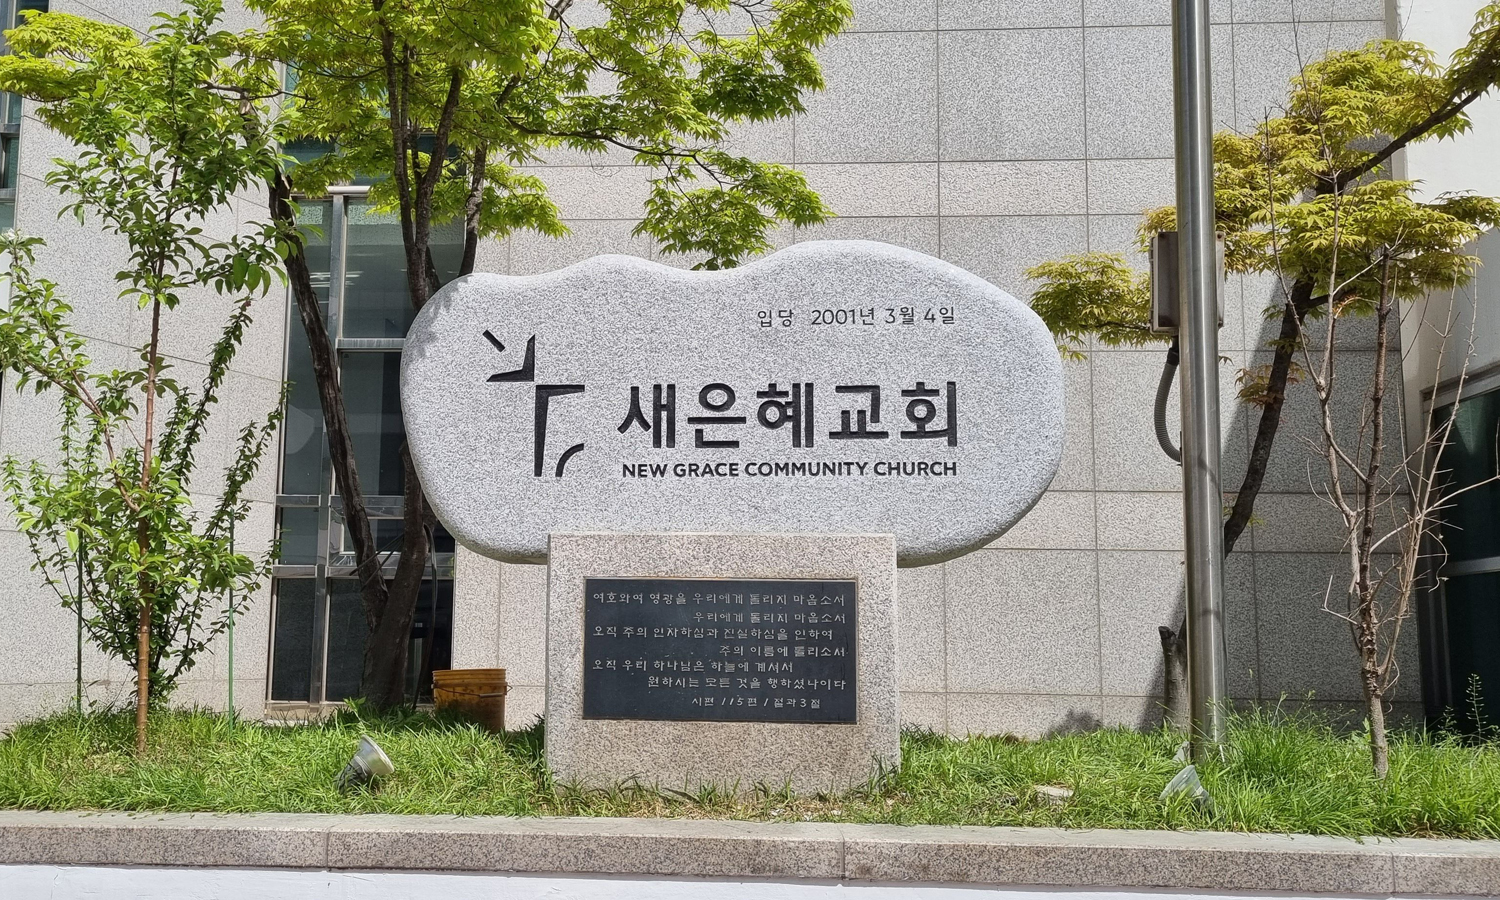 입당 2001년 3월 4일
새은혜교회
NEW GRACE COMMUNITY CHURCH
여호와여 영광을 우리에게 돌리지 마옵소서
우리에게 돌리지 마옵소서
오직 주의 인자하심과 진실하심을 인하여
주의 이름에 돌리소서
오직 우리 하나님은 하늘에 계셔서
원하시는 모든 것을 행하셨나이다
시편 115편 1절과 3절